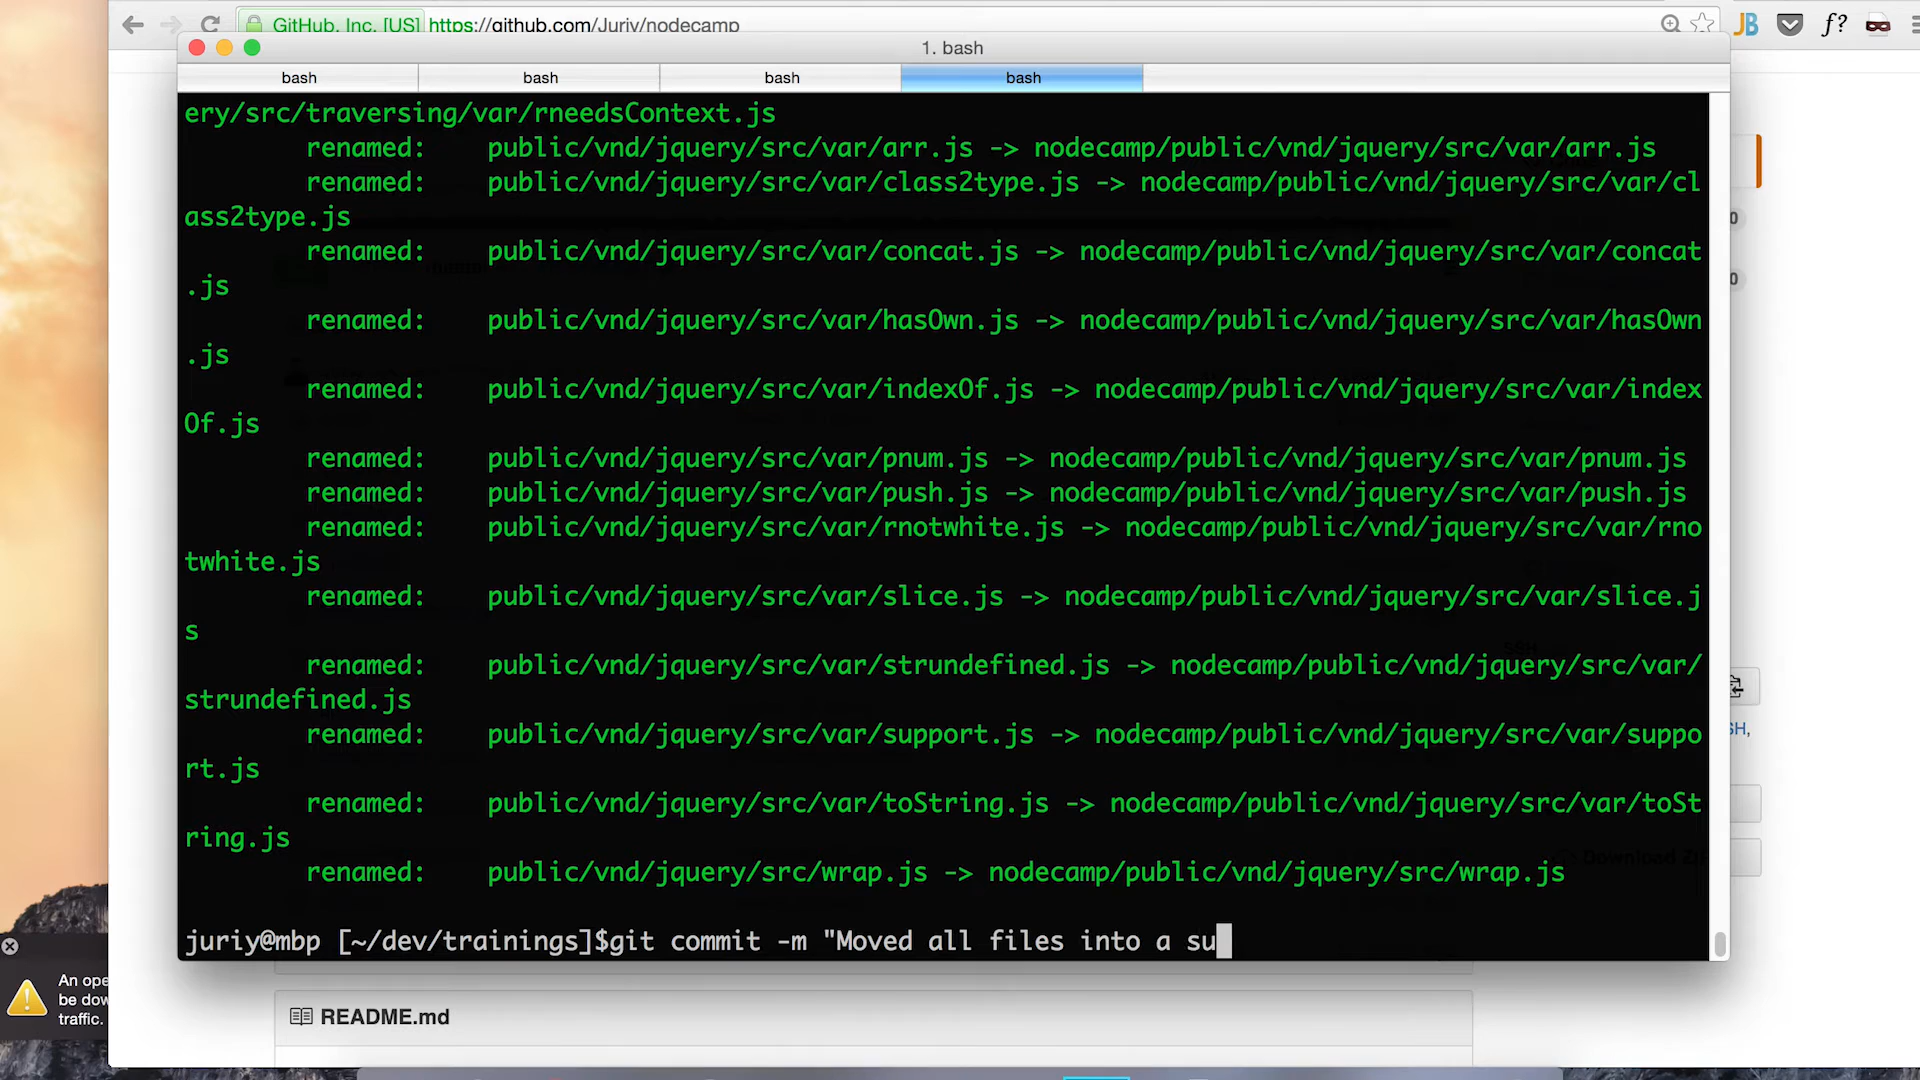 GitHub, Inc. [US] https://github.com/Juriy/nodecamp
JB f?
1. bash
bash bash bash bash
ery/src/traversing/var/rneedsContext.js
renamed: public/vnd/jquery/src/var/arr.js -> nodecamp/public/vnd/jquery/src/var/arr.js
renamed: public/vnd/jquery/src/var/class2type.js -> nodecamp/public/vnd/jquery/src/var/cl
ass2type.js
renamed: public/vnd/jquery/src/var/concat.js -> nodecamp/public/vnd/jquery/src/var/concat
.js
renamed: public/vnd/jquery/src/var/hasOwn.js -> nodecamp/public/vnd/jquery/src/var/hasOwn
.js
renamed: public/vnd/jquery/src/var/indexOf.js -> nodecamp/public/vnd/jquery/src/var/index
Of.js
renamed: public/vnd/jquery/src/var/pnum.js -> nodecamp/public/vnd/jquery/src/var/pnum.js
renamed: public/vnd/jquery/src/var/push.js -> nodecamp/public/vnd/jquery/src/var/push.js
renamed: public/vnd/jquery/src/var/rnotwhite.js -> nodecamp/public/vnd/jquery/src/var/rno
twhite.js
renamed: public/vnd/jquery/src/var/slice.js -> nodecamp/public/vnd/jquery/src/var/slice.j
s
renamed: public/vnd/jquery/src/var/strundefined.js -> nodecamp/public/vnd/jquery/src/var/
strundefined.js
renamed: public/vnd/jquery/src/var/support.js -> nodecamp/public/vnd/jquery/src/var/suppo
rt.js
renamed: public/vnd/jquery/src/var/toString.js -> nodecamp/public/vnd/jquery/src/var/toSt
ring.js
renamed: public/vnd/jquery/src/wrap.js -> nodecamp/public/vnd/jquery/src/wrap.js
juriy@mbp [~/dev/trainings]$git commit -m "Moved all files into a su
An ope
be dow
traffic.
README.md